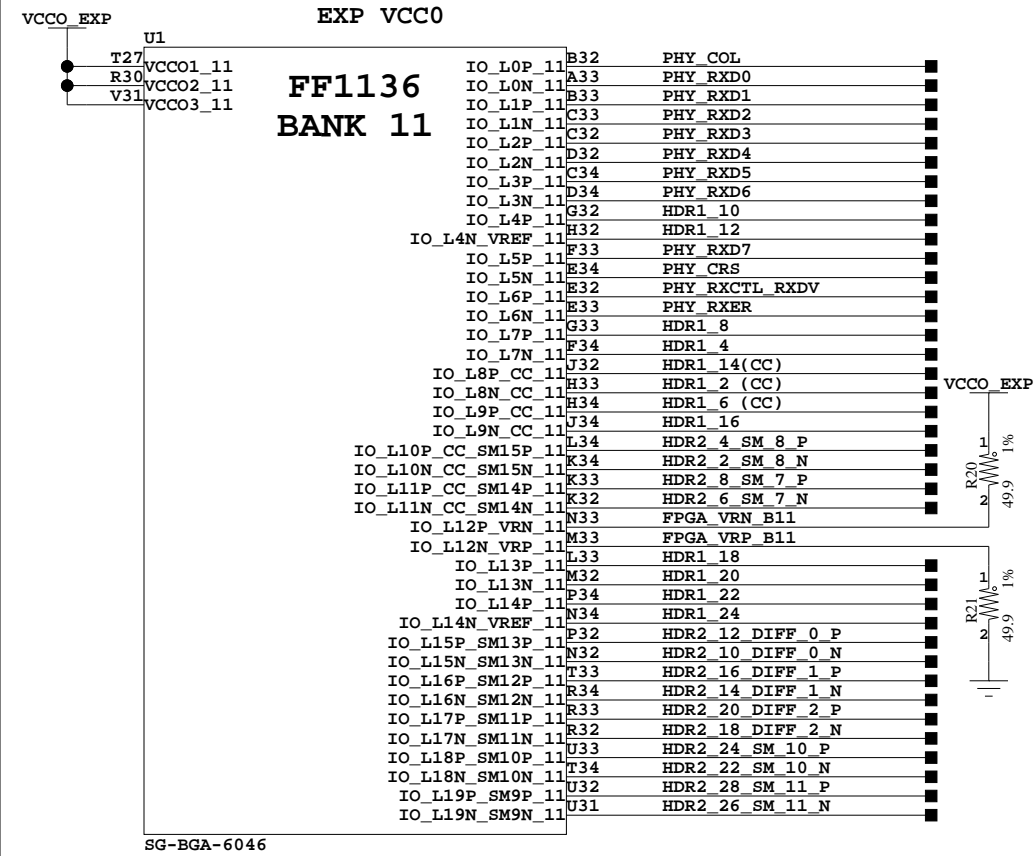 EXP VCC0
VCCO_EXP
U1
T27 VCCO1_11
R30 VCCO2_11
V31 VCCO3_11
FF1136
BANK 11
IO_L0P_11 B32 PHY_COL
IO_L0N_11 A33 PHY_RXD0
IO_L1P_11 B33 PHY_RXD1
IO_L1N_11 C33 PHY_RXD2
IO_L2P_11 C32 PHY_RXD3
IO_L2N_11 D32 PHY_RXD4
IO_L3P_11 C34 PHY_RXD5
IO_L3N_11 D34 PHY_RXD6
IO_L4P_11 G32 HDR1_10
IO_L4N_VREF_11 H32 HDR1_12
IO_L5P_11 F33 PHY_RXD7
IO_L5N_11 E34 PHY_CRS
IO_L6P_11 E32 PHY_RXCTL_RXDV
IO_L6N_11 E33 PHY_RXER
IO_L7P_11 G33 HDR1_8
IO_L7N_11 F34 HDR1_4
IO_L8P_CC_11 J32 HDR1_14(CC)
IO_L8N_CC_11 H33 HDR1_2 (CC)
IO_L9P_CC_11 H34 HDR1_6 (CC)
IO_L9N_CC_11 J34 HDR1_16
IO_L10P_CC_SM15P_11 L34 HDR2_4_SM_8_P
IO_L10N_CC_SM15N_11 K34 HDR2_2_SM_8_N
IO_L11P_CC_SM14P_11 K33 HDR2_8_SM_7_P
IO_L11N_CC_SM14N_11 K32 HDR2_6_SM_7_N
IO_L12P_VRN_11 N33 FPGA_VRN_B11
IO_L12N_VRP_11 M33 FPGA_VRP_B11
IO_L13P_11 L33 HDR1_18
IO_L13N_11 M32 HDR1_20
IO_L14P_11 P34 HDR1_22
IO_L14N_VREF_11 N34 HDR1_24
IO_L15P_SM13P_11 P32 HDR2_12_DIFF_0_P
IO_L15N_SM13N_11 N32 HDR2_10_DIFF_0_N
IO_L16P_SM12P_11 T33 HDR2_16_DIFF_1_P
IO_L16N_SM12N_11 R34 HDR2_14_DIFF_1_N
IO_L17P_SM11P_11 R33 HDR2_20_DIFF_2_P
IO_L17N_SM11N_11 R32 HDR2_18_DIFF_2_N
IO_L18P_SM10P_11 U33 HDR2_24_SM_10_P
IO_L18N_SM10N_11 T34 HDR2_22_SM_10_N
IO_L19P_SM9P_11 U32 HDR2_28_SM_11_P
IO_L19N_SM9N_11 U31 HDR2_26_SM_11_N
SG-BGA-6046
VCCO_EXP
1
R20
1%
49.9
2
1
R21
1%
49.9
2